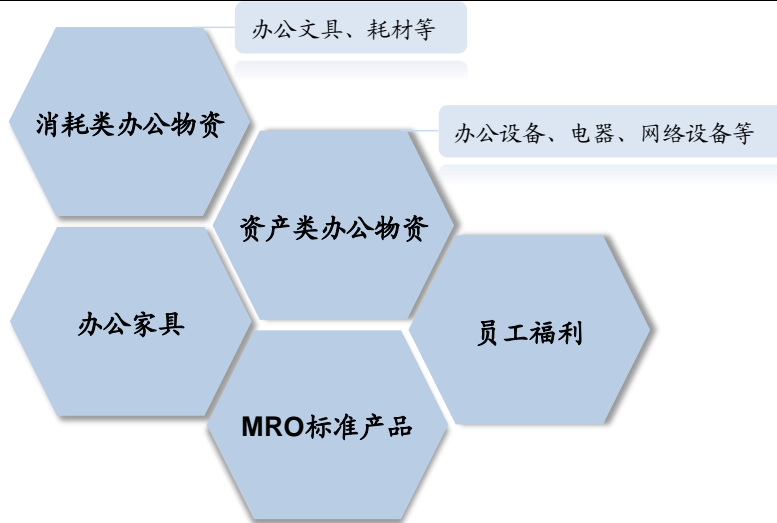 办公文具、耗材等
消耗类办公物资
办公设备、电器、网络设备等
资产类办公物资
办公家具
员工福利
MRO标准产品